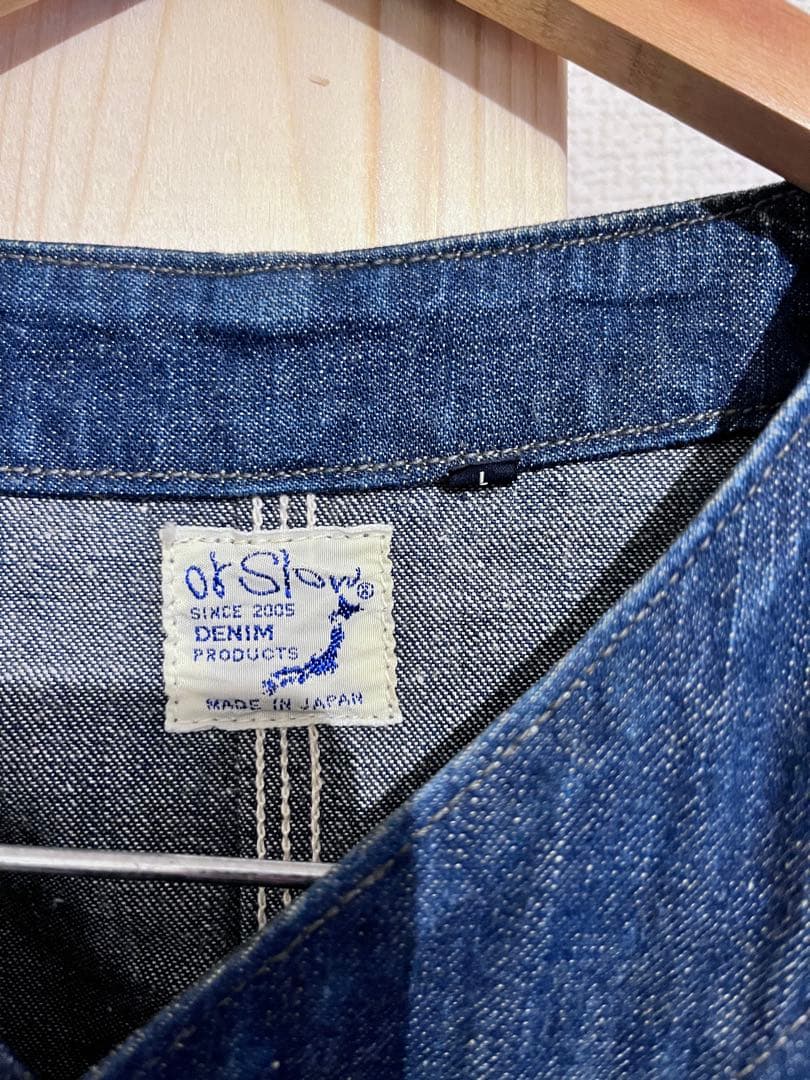 L
orSlow®
SINCE 2005
DENIM
PRODUCTS
MADE IN JAPAN